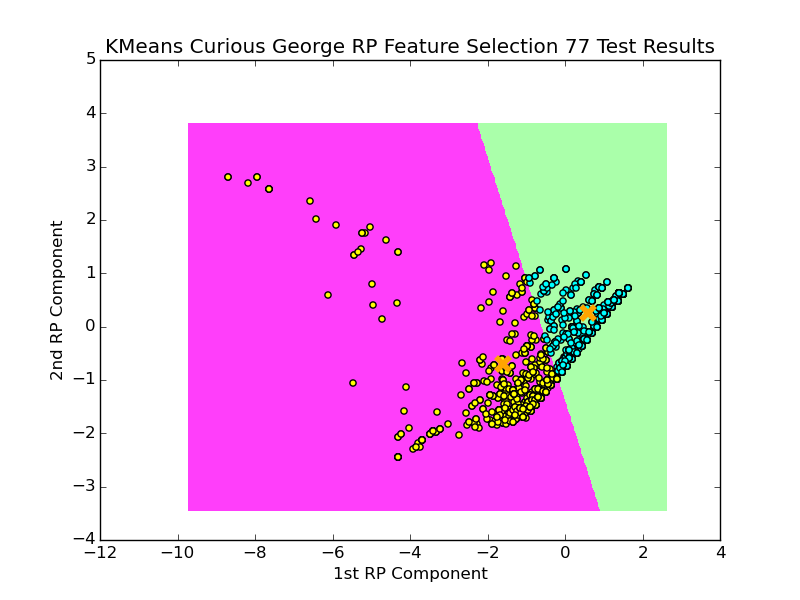 KMeans Curious George RP Feature Selection 77 Test Results
5
4
3
2
1
0
−1
−2
−3
−4
2nd RP Component
−12 −10 −8 −6 −4 −2 0 2 4
1st RP Component